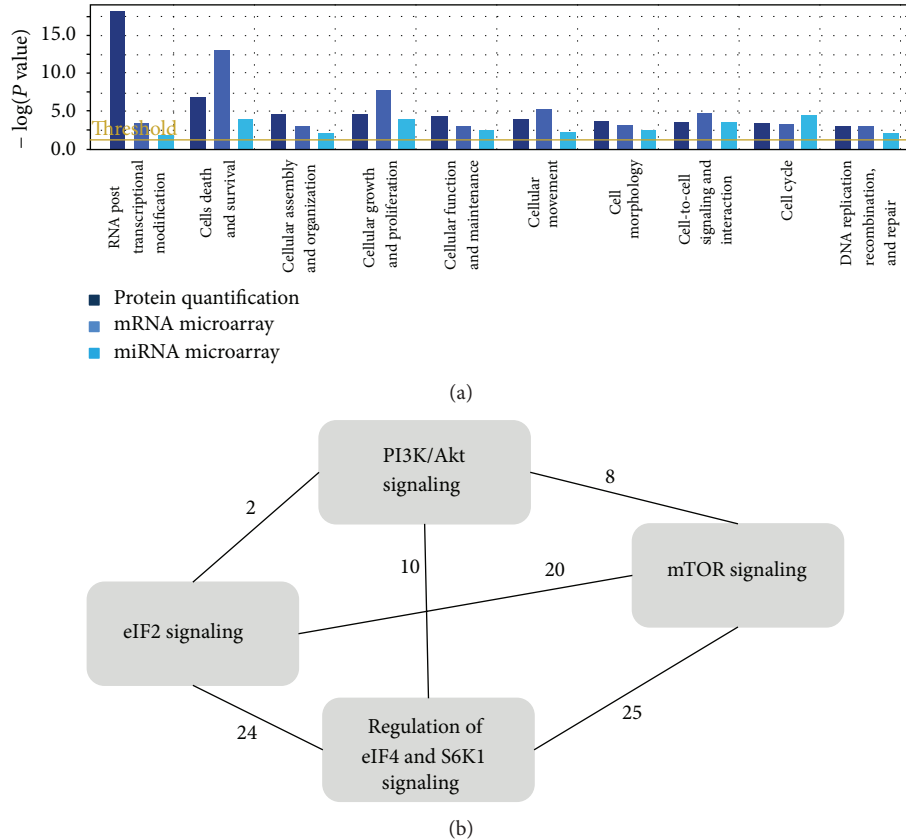 15.0
10.0
5.0
0.0
− log(P value)
Threshold
RNA post
transcriptional
modification
Cells death
and survival
Cellular assembly
and organization
Cellular growth
and proliferation
Cellular function
and maintenance
Cellular
movement
Cell
morphology
Cell-to-cell
signaling and
interaction
Cell cycle
DNA replication
recombination,
and repair
Protein quantification
mRNA microarray
miRNA microarray
(a)
PI3K/Akt
signaling
2
8
10
20
mTOR signaling
eIF2 signaling
24
25
Regulation of
eIF4 and S6K1
signaling
(b)